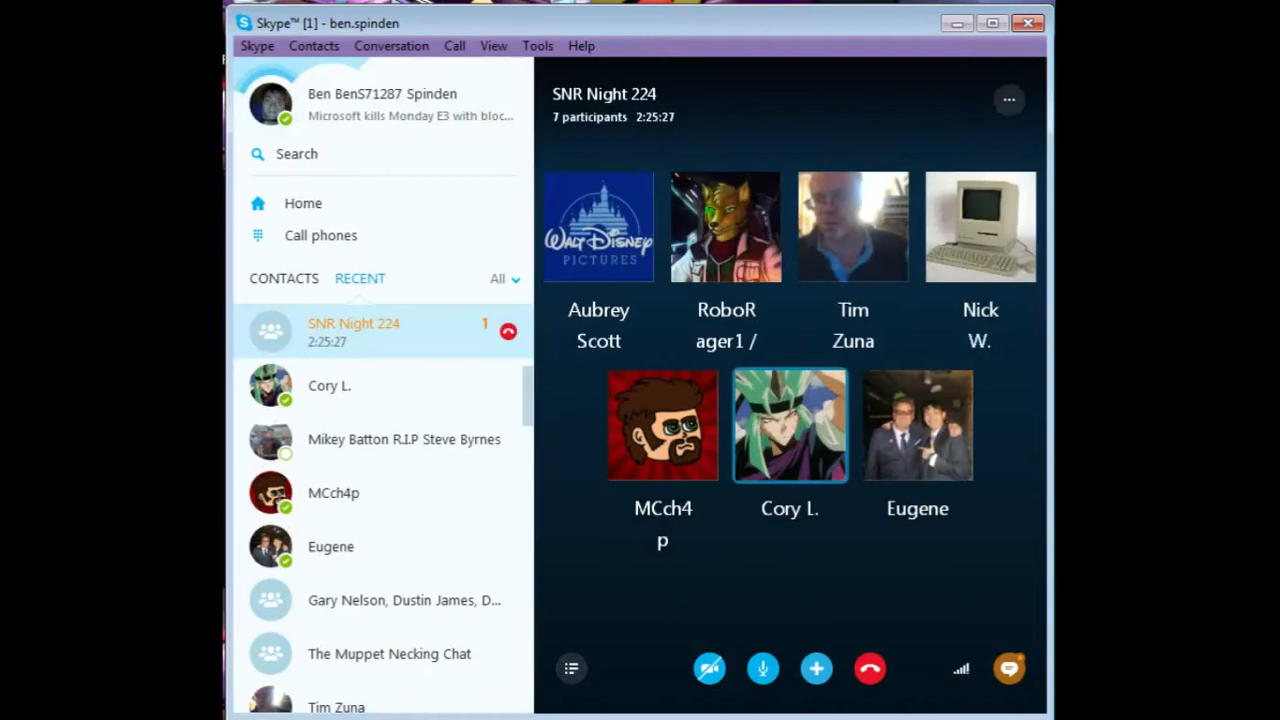 Skype™ [1] - ben.spinden
Skype Contacts Conversation Call View Tools Help
Ben BenS71287 Spinden
Microsoft kills Monday E3 with bloc...
Search
Home
Call phones
CONTACTS RECENT All
SNR Night 224 1
2:25:27
Cory L.
Mikey Batton R.I.P Steve Byrnes
MCch4p
Eugene
Gary Nelson, Dustin James, D...
The Muppet Necking Chat
Tim Zuna
SNR Night 224
7 participants 2:25:27
WALT DISNEY
PICTURES
Aubrey
Scott
RoboR
ager1 /
Tim
Zuna
Nick
W.
MCch4
p
Cory L.
Eugene